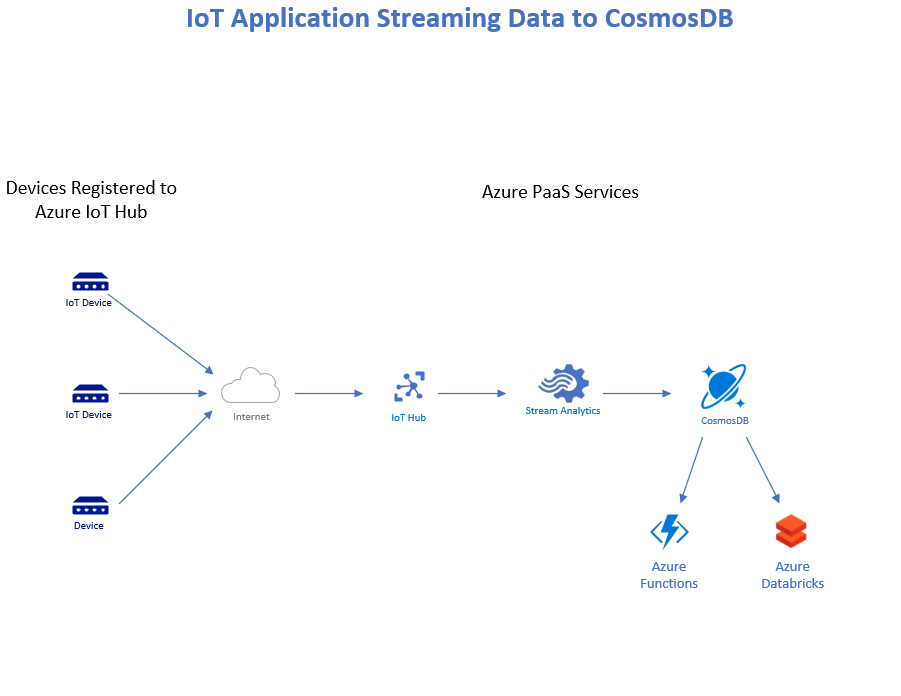 IoT Application Streaming Data to CosmosDB
Devices Registered to
Azure IoT Hub
Azure PaaS Services
IoT Device
IoT Device
Device
Internet
IoT Hub
Stream Analytics
CosmosDB
Azure
Functions
Azure
Databricks